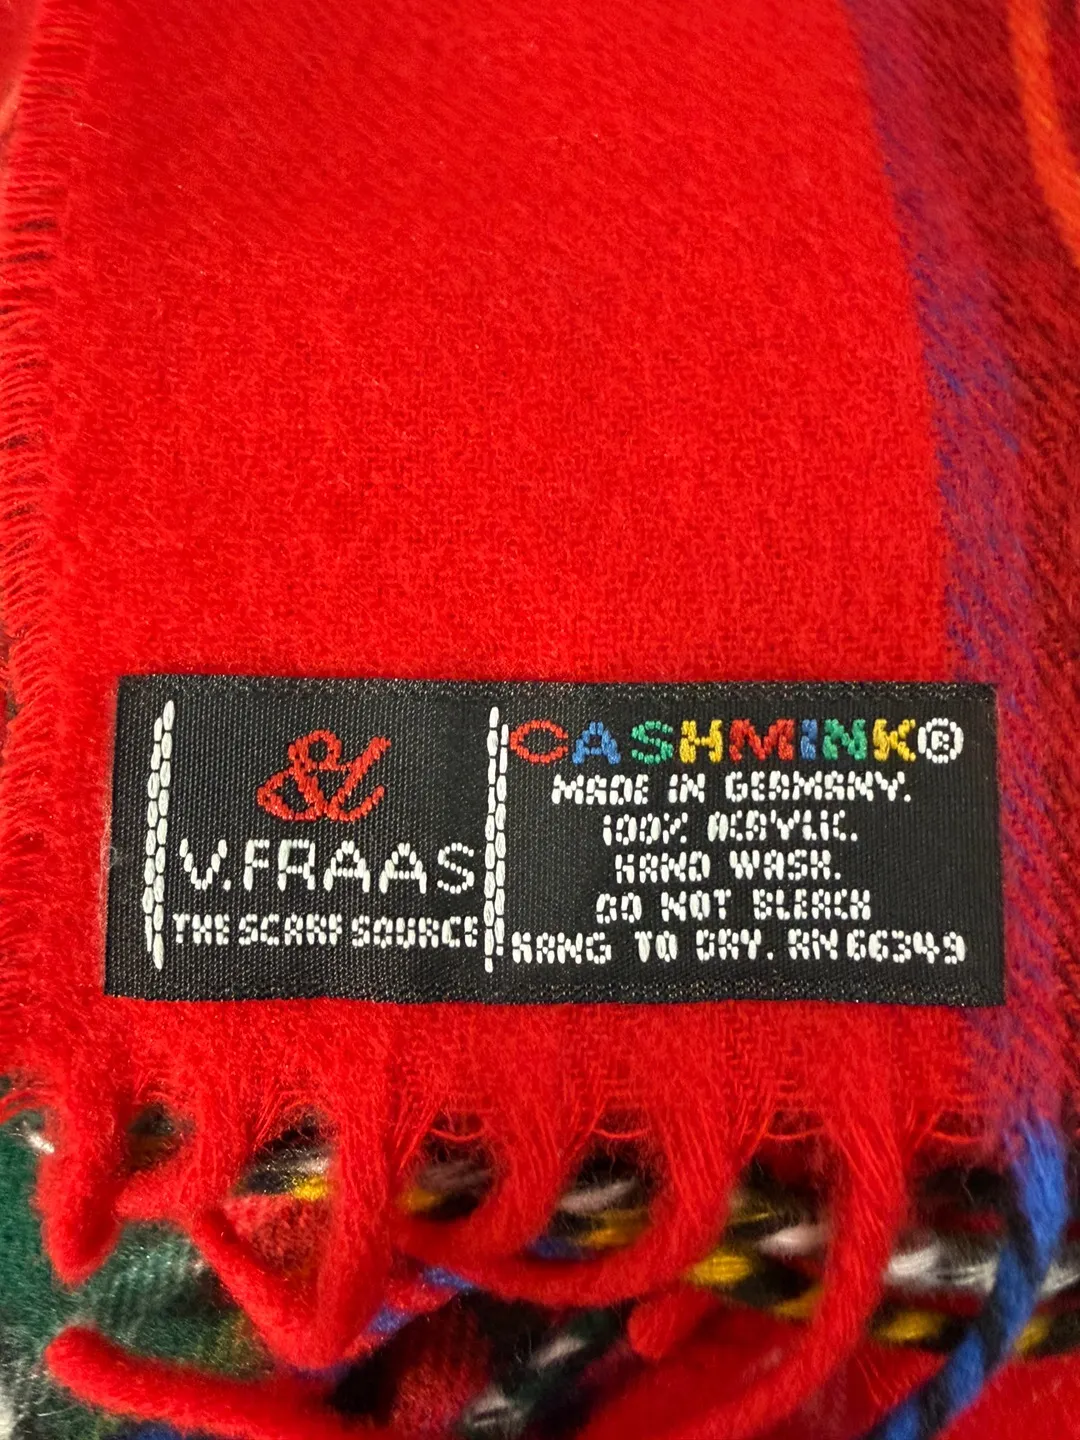 V.FRAAS
THE SCARF SOURCE
CASHMINK®
MADE IN GERMANY.
100% ACRYLIC.
HAND WASH.
DO NOT BLEACH
HANG TO DRY. RN 66349